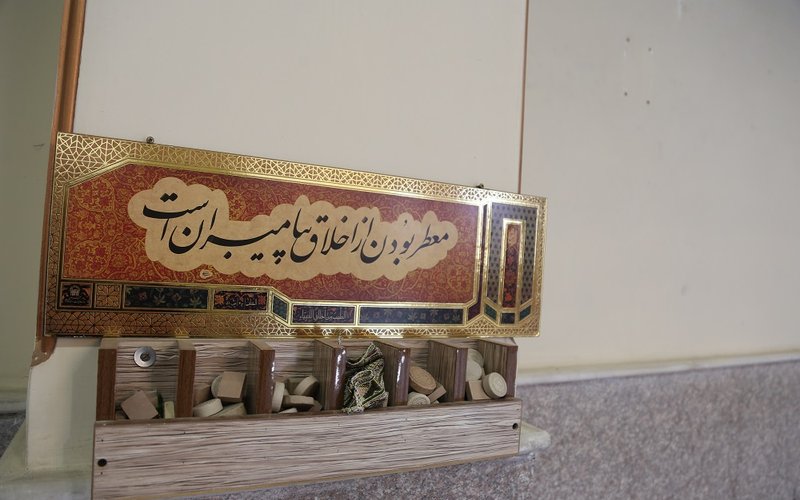 معطر بودن از اخلاق پیامبران است